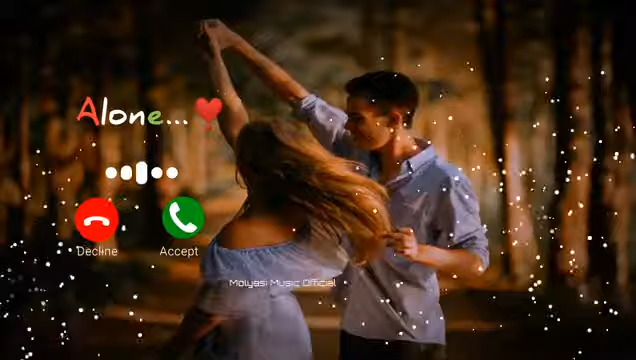 Alone...
Decline
Accept
Molyasi Music Official